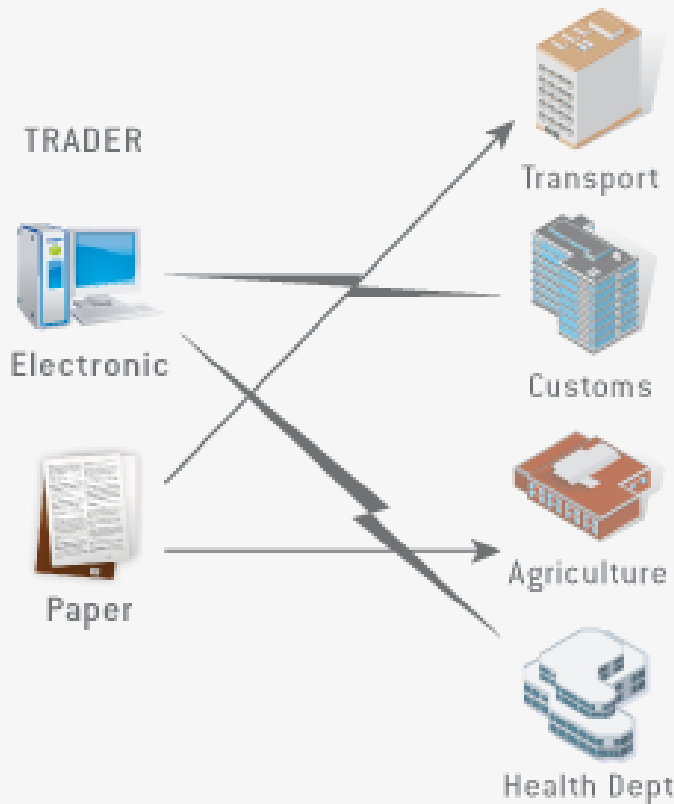 TRADER
Electronic
Paper
Transport
Customs
Agriculture
Health Dept